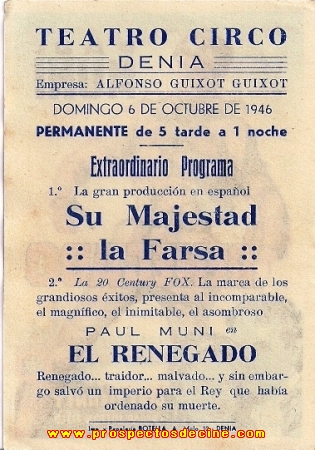 TEATRO CIRCO
DENIA
Empresa: ALFONSO GUIXOT GUIXOT
DOMINGO 6 DE OCTUBRE DE 1946
PERMANENTE de 5 tarde a 1 noche
Extraordinario Programa
1.º La gran producción en español
Su Majestad
:: la Farsa ::
2.ª La 20 Century FOX. La marca de los
grandiosos éxitos, presenta al incomparable,
el magnífico, el inimitable, el asombroso
PAUL MUNI en
EL RENEGADO
Renegado... traidor... malvado... y sin embar-
go salvó un imperio para el Rey que había
ordenado su muerte.
DENIA
www.prospectosdecine.com